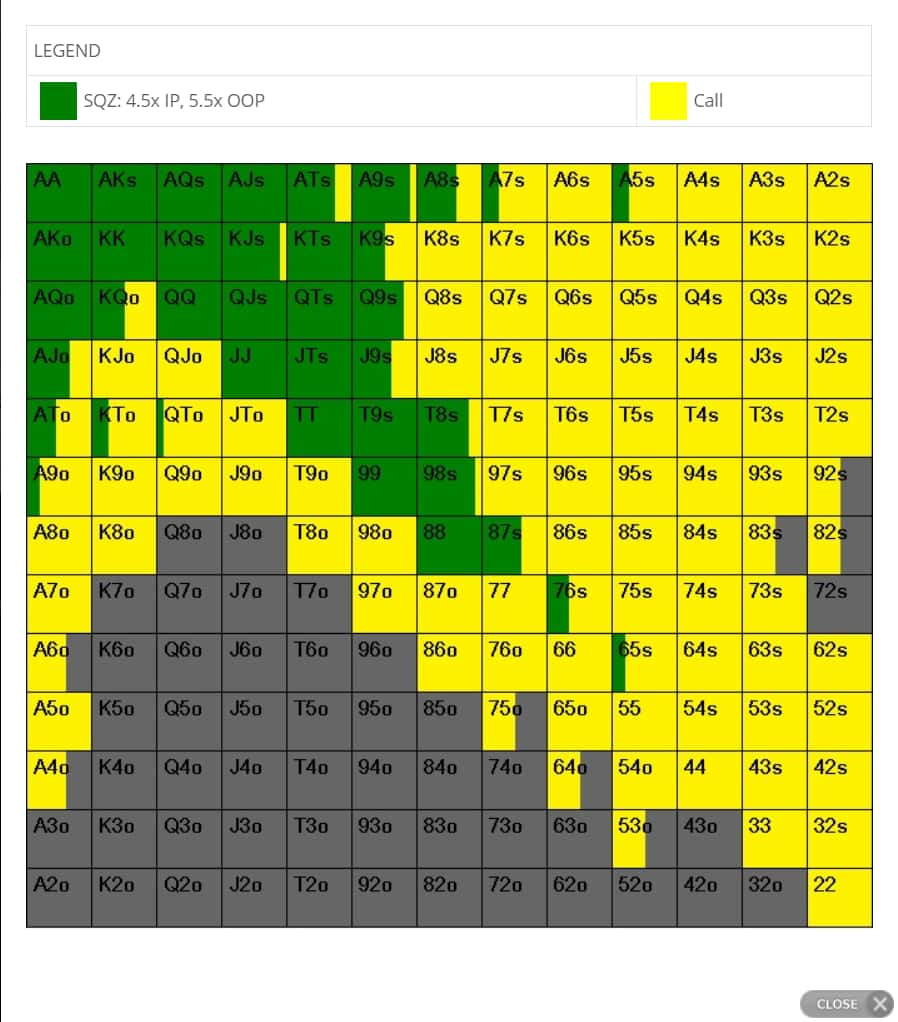 LEGEND
SQZ: 4.5x IP, 5.5x OOP Call
AA AKs AQs AJs ATs A9s A8s A7s A6s A5s A4s A3s A2s
AKo KK KQs KJs KTs K9s K8s K7s K6s K5s K4s K3s K2s
AQo KQo QQ QJs QTs Q9s Q8s Q7s Q6s Q5s Q4s Q3s Q2s
AJo KJo QJo JJ JTs J9s J8s J7s J6s J5s J4s J3s J2s
ATo KTo QTo JTo TT T9s T8s T7s T6s T5s T4s T3s T2s
A9o K9o Q9o J9o T9o 99 98s 97s 96s 95s 94s 93s 92s
A8o K8o Q8o J8o T8o 98o 88 87s 86s 85s 84s 83s 82s
A7o K7o Q7o J7o T7o 97o 87o 77 76s 75s 74s 73s 72s
A6o K6o Q6o J6o T6o 96o 86o 76o 66 65s 64s 63s 62s
A5o K5o Q5o J5o T5o 95o 85o 75o 65o 55 54s 53s 52s
A4o K4o Q4o J4o T4o 94o 84o 74o 64o 54o 44 43s 42s
A3o K3o Q3o J3o T3o 93o 83o 73o 63o 53o 43o 33 32s
A2o K2o Q2o J2o T2o 92o 82o 72o 62o 52o 42o 32o 22
CLOSE